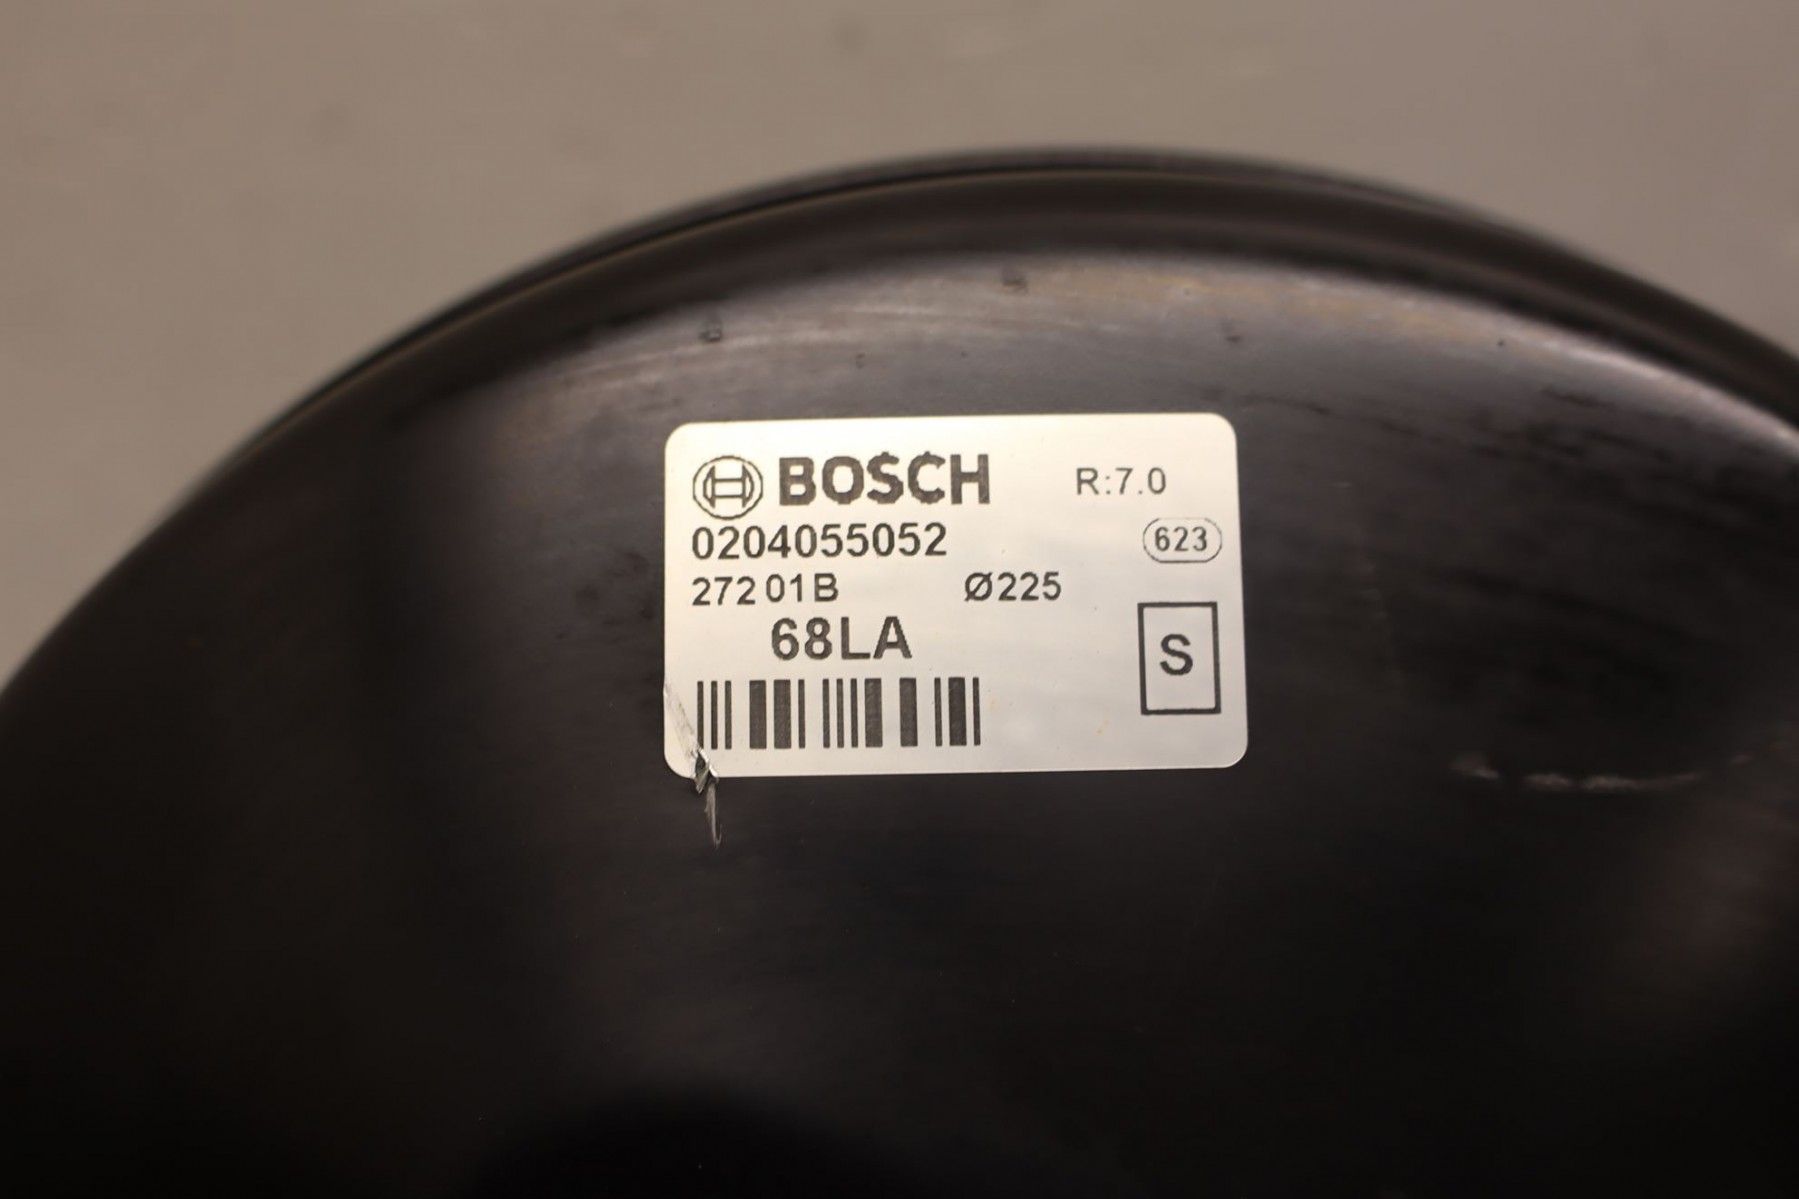 BOSCH R:7.0
0204055052 623
272 01B Ø225
68LA
S